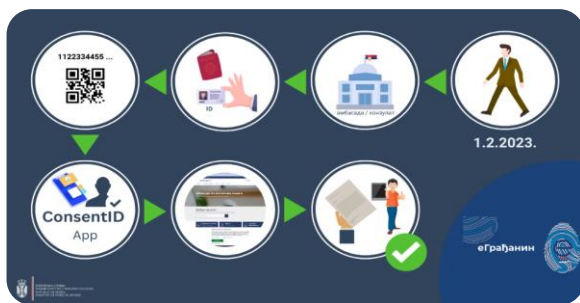 1122334455 ...
ID
амбасада / конзулат
1.2.2023.
ConsentID
App
еГрађанин